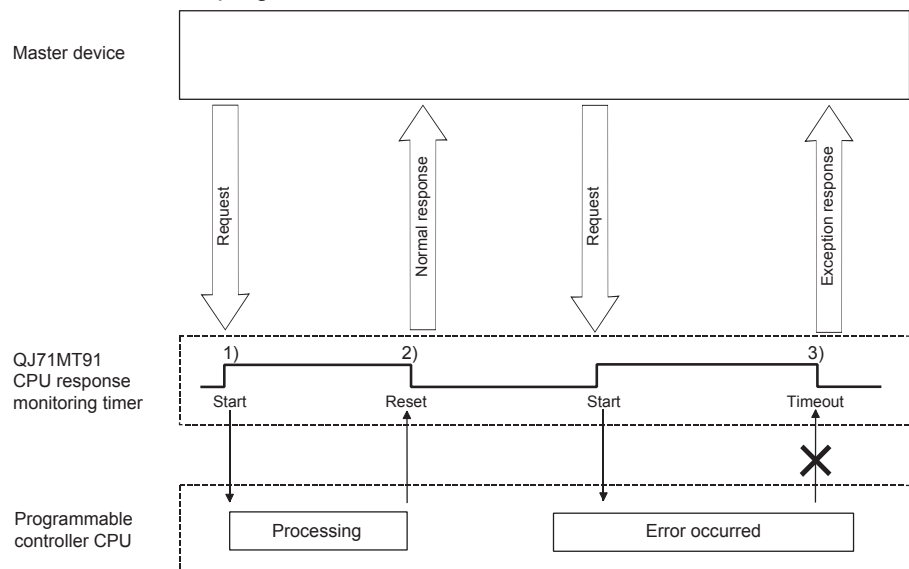 Master device
Request
Normal response
Request
Exception response
QJ71MT91
CPU response
monitoring timer
1)
2)
3)
Start
Reset
Start
Timeout
Programmable
controller CPU
Processing
Error occurred